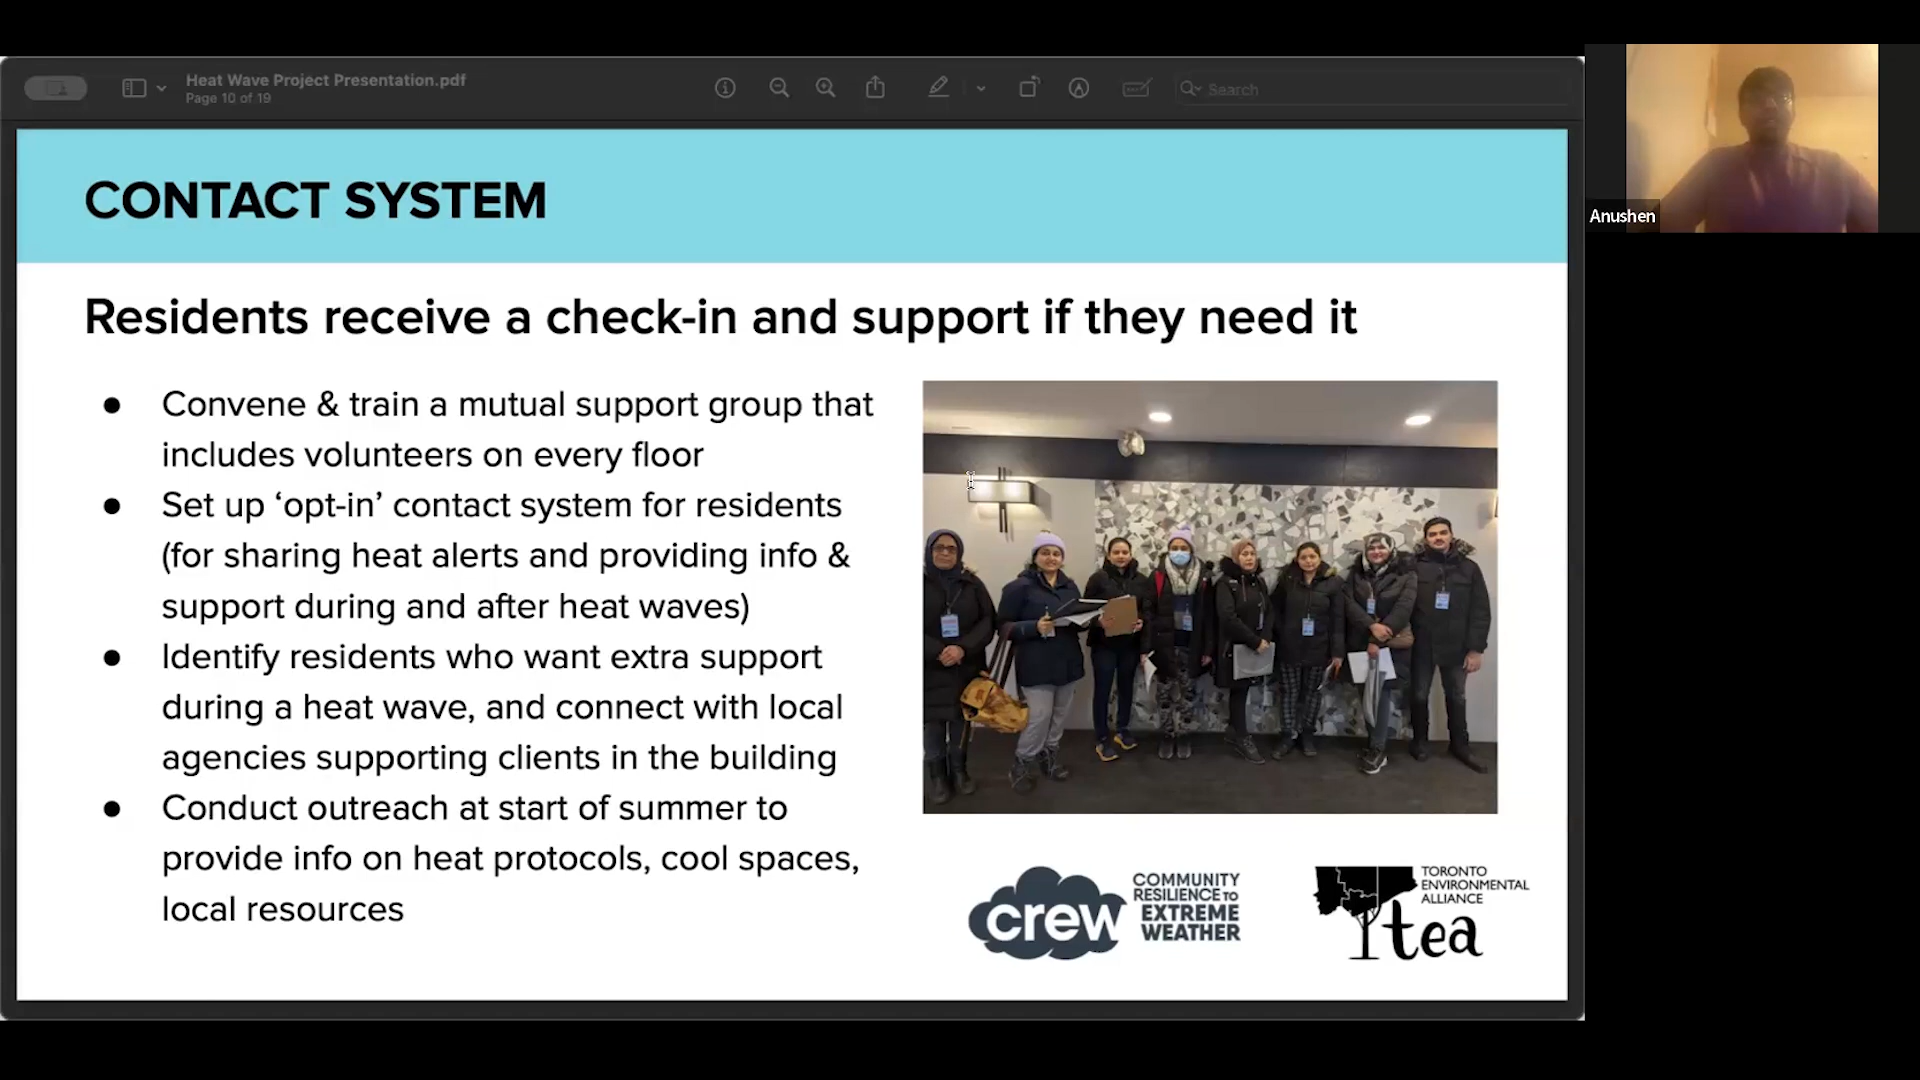 Heat Wave Project Presentation.pdf
Page 10 of 19
Search
CONTACT SYSTEM
Residents receive a check-in and support if they need it
● Convene & train a mutual support group that
includes volunteers on every floor
● Set up ‘opt-in’ contact system for residents
(for sharing heat alerts and providing info &
support during and after heat waves)
● Identify residents who want extra support
during a heat wave, and connect with local
agencies supporting clients in the building
● Conduct outreach at start of summer to
provide info on heat protocols, cool spaces,
local resources
crew
COMMUNITY
RESILIENCE TO
EXTREME
WEATHER
TORONTO
ENVIRONMENTAL
ALLIANCE
tea
Anushen